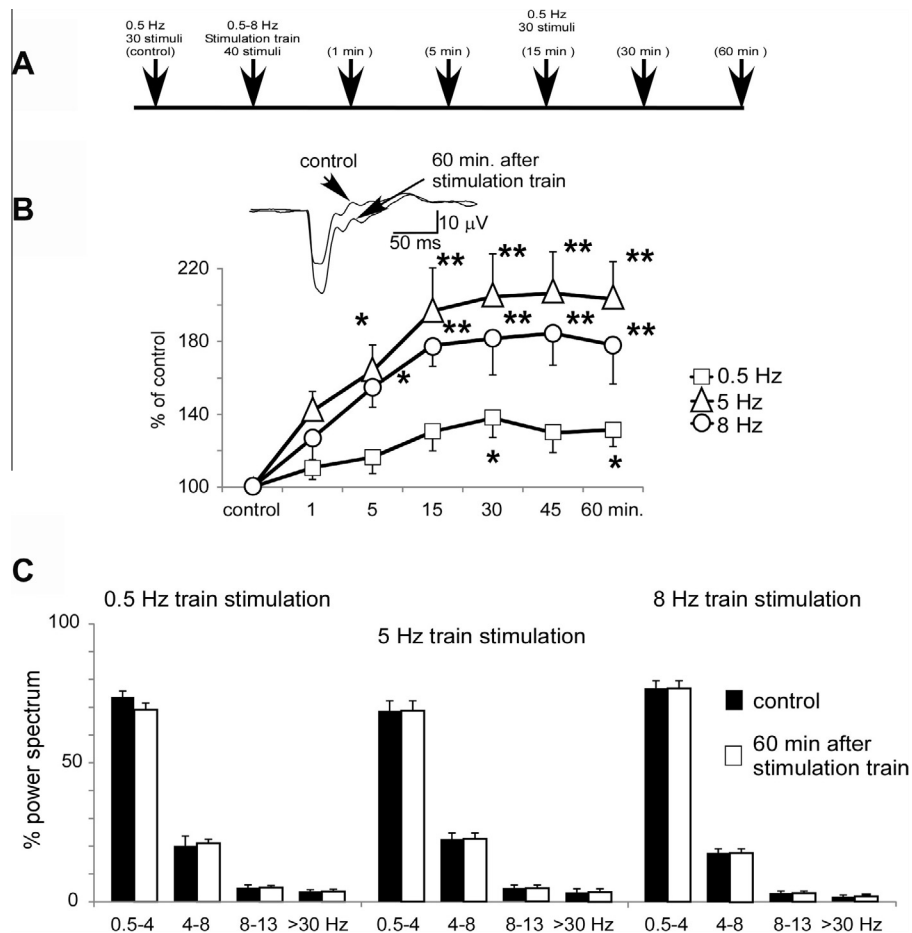 A
0.5 Hz
30 stimuli
(control)
0.5-8 Hz
Stimulation train
40 stimuli
(1 min )
(5 min )
0.5 Hz
30 stimuli
(15 min )
(30 min )
(60 min )
B
control
60 min. after
stimulation train
10 μV
50 ms
% of control
220
180
140
100
** ** ** **
* ** ** ** **
*
* *
control 1 5 15 30 45 60 min.
0.5 Hz
5 Hz
8 Hz
C
0.5 Hz train stimulation
5 Hz train stimulation
8 Hz train stimulation
% power spectrum
100
50
0
control
60 min after
stimulation train
0.5-4 4-8 8-13 >30 Hz
0.5-4 4-8 8-13 >30 Hz
0.5-4 4-8 8-13 >30 Hz